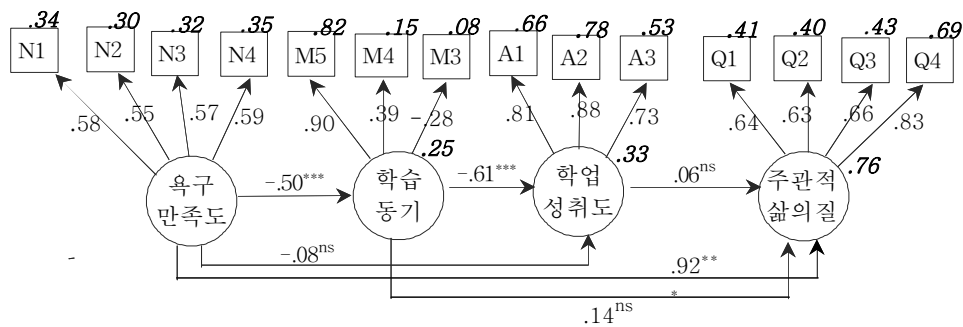 .34 .30 .32 .35 .82 .15 .08 .66 .78 .53 .41 .40 .43 .69
N1 N2 N3 N4 M5 M4 M3 A1 A2 A3 Q1 Q2 Q3 Q4
.58 .55 .57 .59 .90 .39 -.28 .81 .88 .73 .64 .63 .66 .83
.25 .33 .76
욕구 -.50*** 학습 -.61*** 학업 .06ns 주관적
만족도 동기 성취도 삶의질
- -.08ns
.92**
*
.14ns